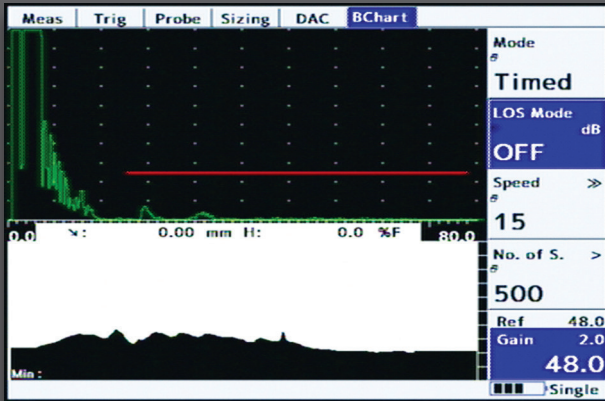 Meas Trig Probe Sizing DAC BChart
Mode
Timed
LOS Mode
dB
OFF
Speed >>
15
No. of S. >
500
Ref 48.0
Gain 2.0
48.0
Single
0.0 ↘: 0.00 mm H: 0.0 %F 80.0
Min :